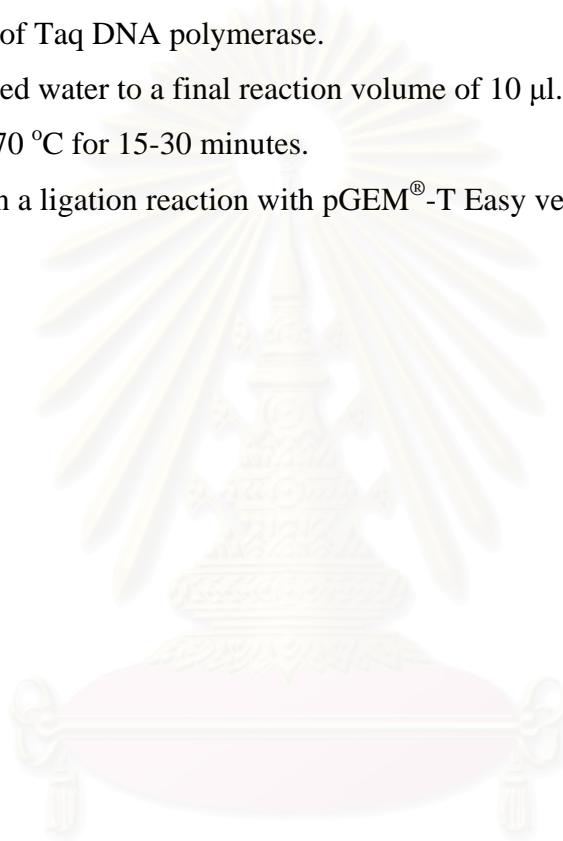 of Taq DNA polymerase.
ed water to a final reaction volume of 10 μl.
70 °C for 15-30 minutes.
n a ligation reaction with pGEM®-T Easy ve